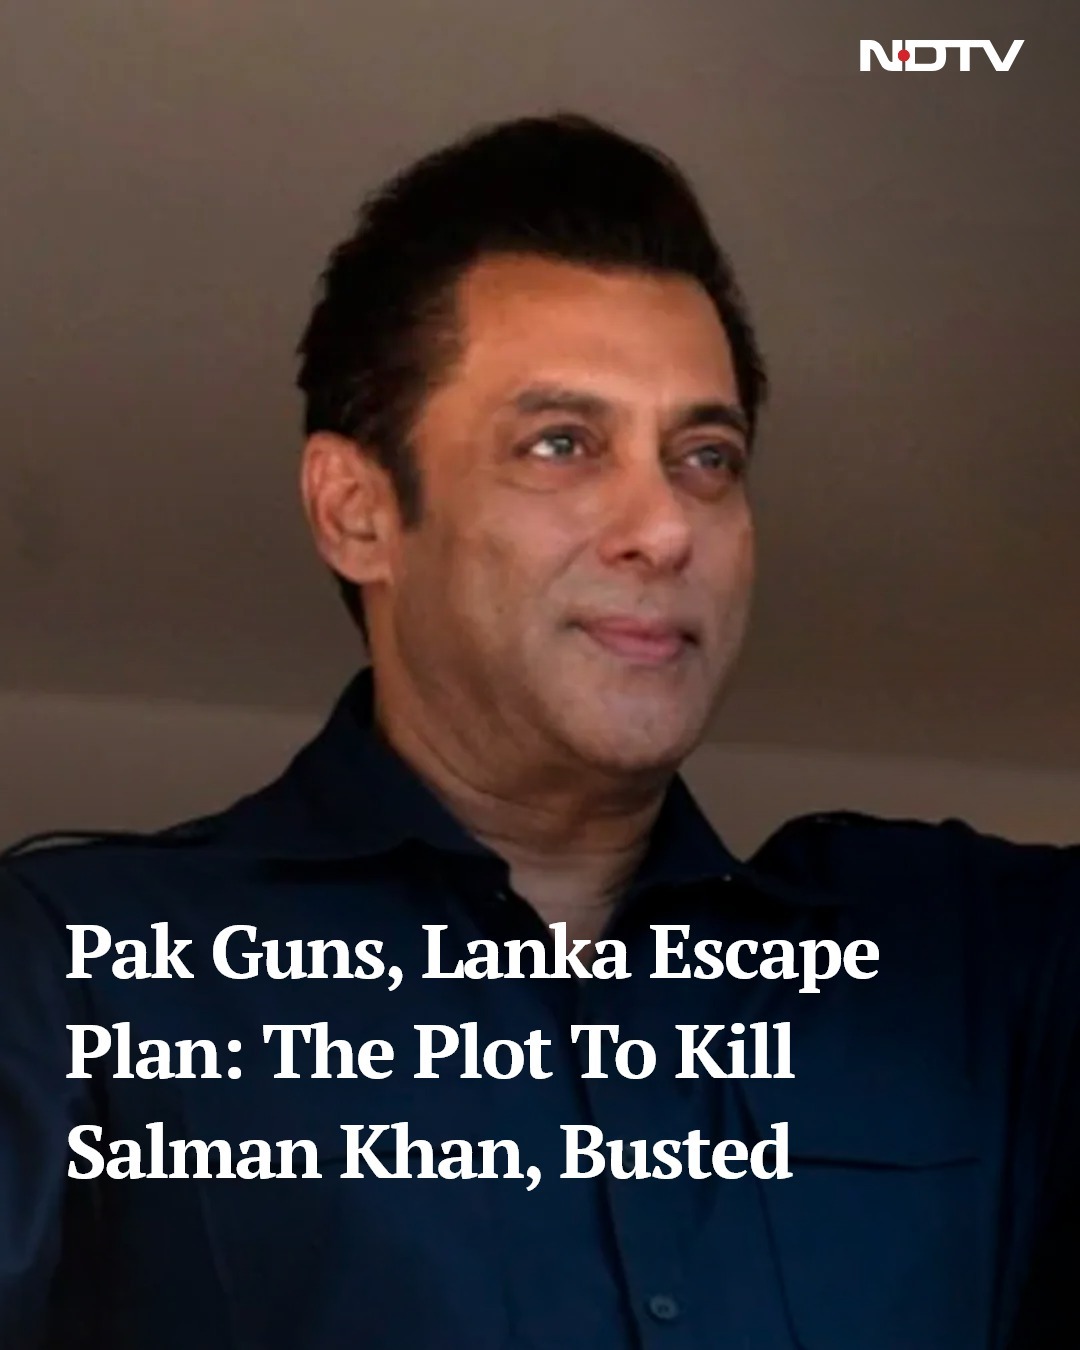 NDTV
Pak Guns, Lanka Escape
Plan: The Plot To Kill
Salman Khan, Busted